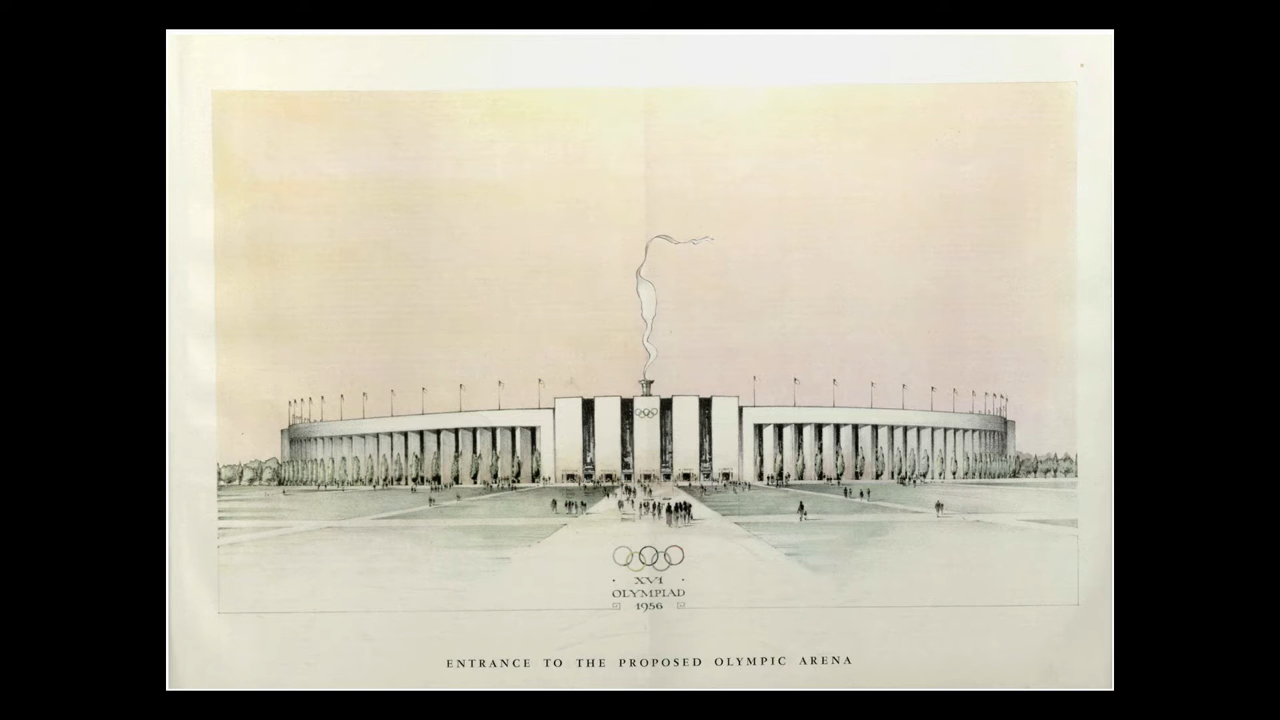 XVI
OLYMPIAD
1956
ENTRANCE TO THE PROPOSED OLYMPIC ARENA